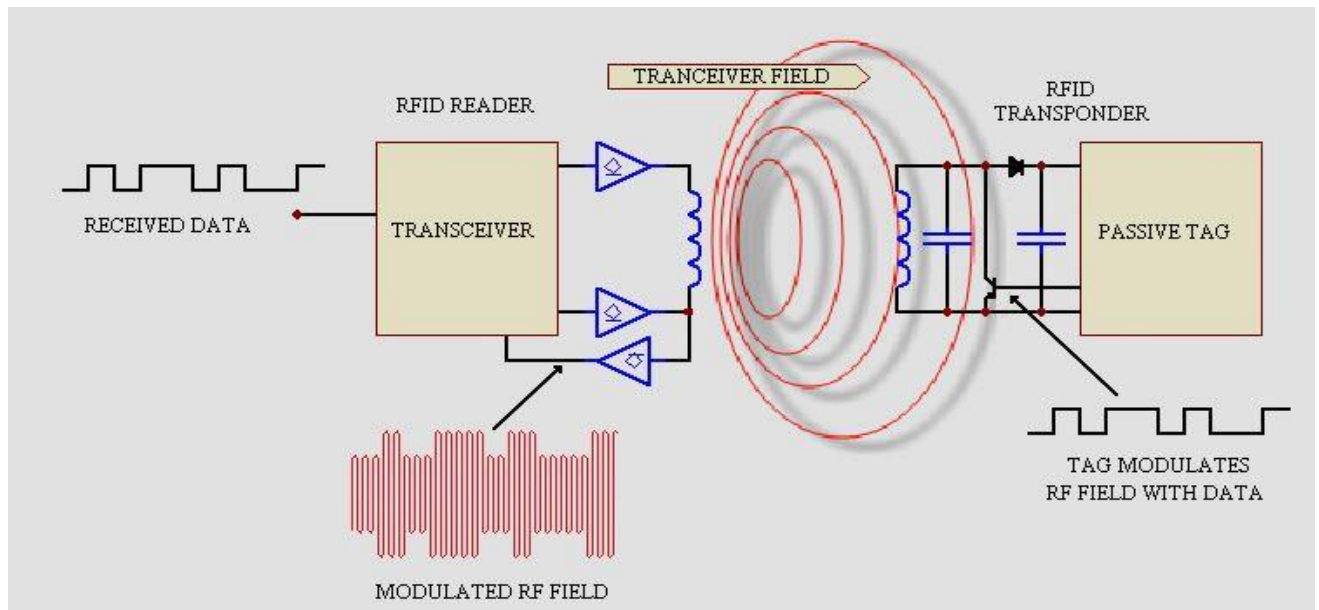 TRANCEIVER FIELD
RFID READER
RFID
TRANSPONDER
RECEIVED DATA
TRANSCEIVER
PASSIVE TAG
TAG MODULATES
RF FIELD WITH DATA
MODULATED RF FIELD